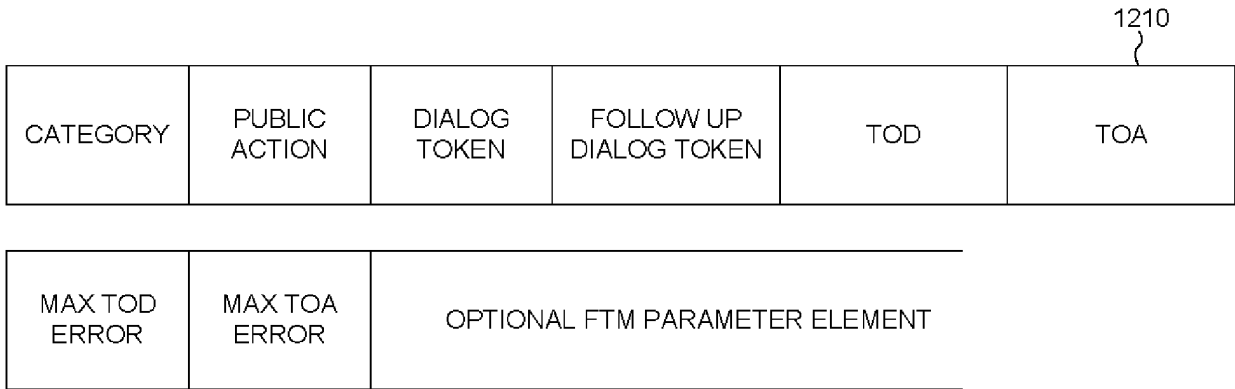 1210
CATEGORY
PUBLIC
ACTION
DIALOG
TOKEN
FOLLOW UP
DIALOG TOKEN
TOD
TOA
MAX TOD
ERROR
MAX TOA
ERROR
OPTIONAL FTM PARAMETER ELEMENT